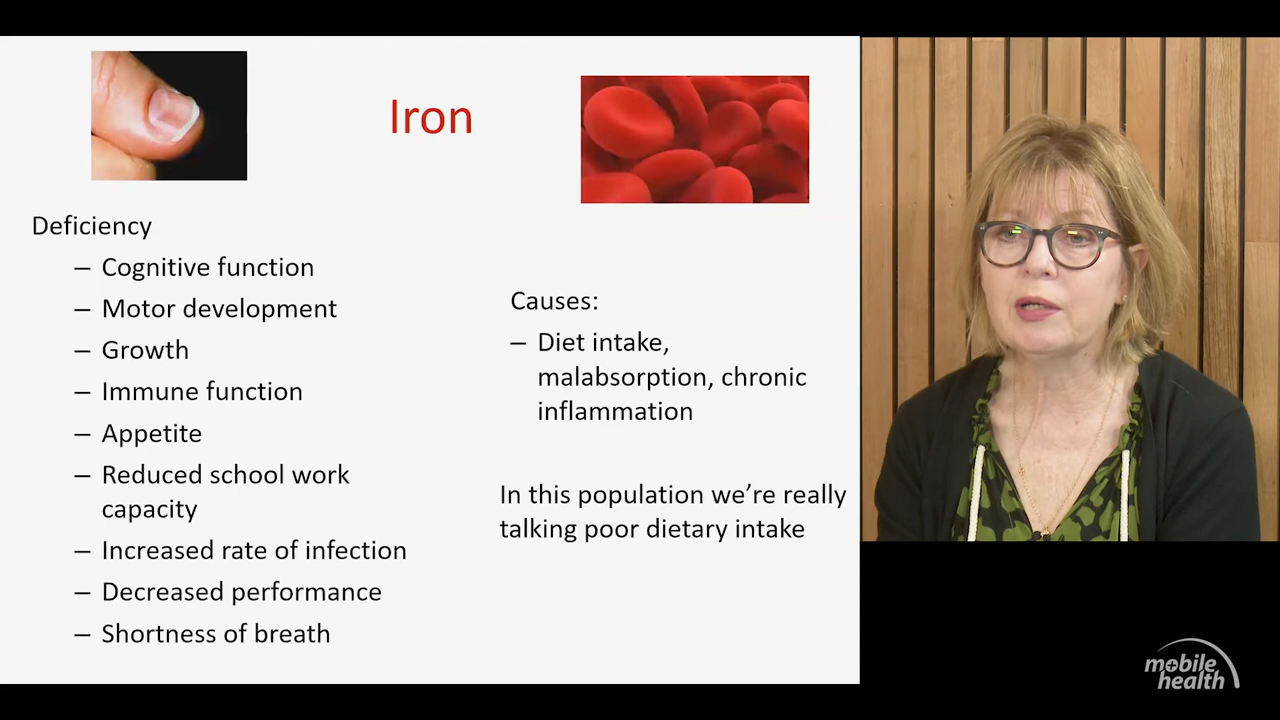 Iron
Deficiency
– Cognitive function
– Motor development
– Growth
– Immune function
– Appetite
– Reduced school work
capacity
– Increased rate of infection
– Decreased performance
– Shortness of breath
Causes:
– Diet intake,
malabsorption, chronic
inflammation
In this population we’re really
talking poor dietary intake
mobile
health